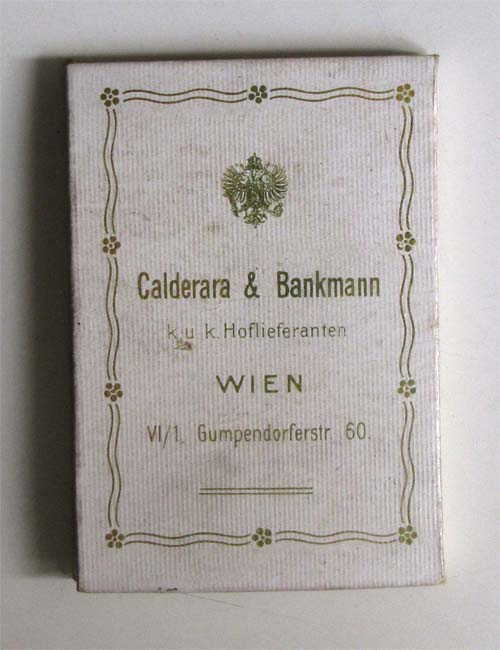 Calderara & Bankmann
k. u. k. Hoflieferanten
WIEN
VI/1, Gumpendorferstr. 60.